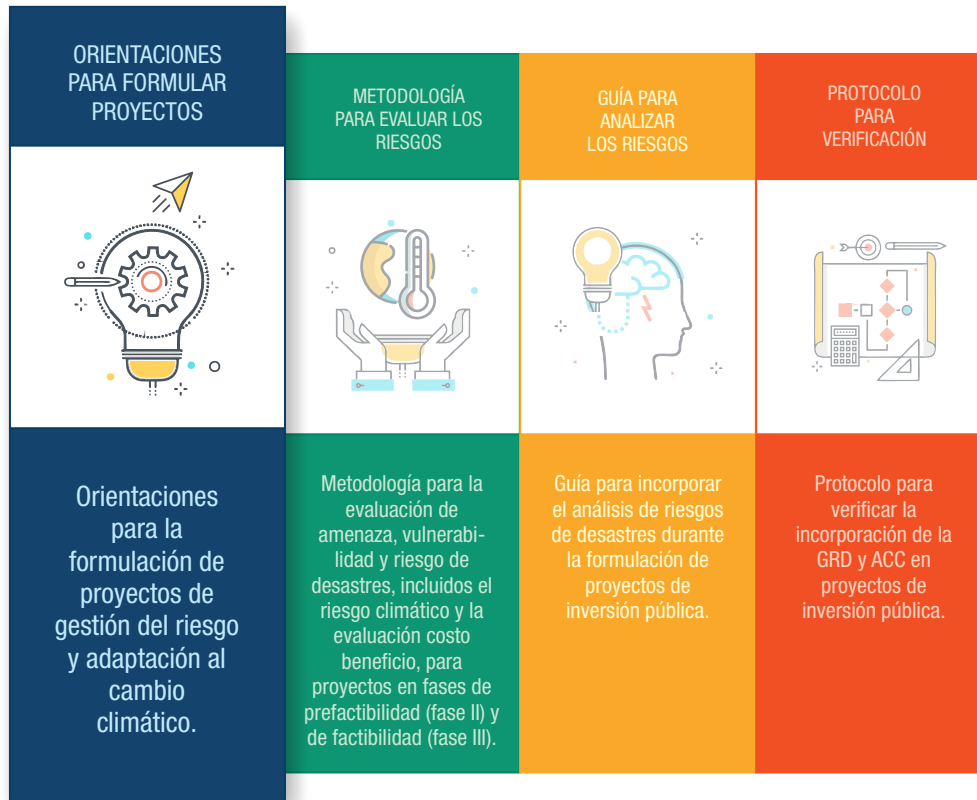 ORIENTACIONES
PARA FORMULAR
PROYECTOS
Orientaciones
para la
formulación de
proyectos de
gestión del riesgo
y adaptación al
cambio
climático.
METODOLOGÍA
PARA EVALUAR LOS
RIESGOS
Metodología para la
evaluación de
amenaza, vulnerabi-
lidad y riesgo de
desastres, incluidos el
riesgo climático y la
evaluación costo
beneficio, para
proyectos en fases de
prefactibilidad (fase II) y
de factibilidad (fase III).
GUÍA PARA
ANALIZAR
LOS RIESGOS
Guía para incorporar
el análisis de riesgos
de desastres durante
la formulación de
proyectos de
inversión pública.
PROTOCOLO
PARA
VERIFICACIÓN
Protocolo para
verificar la
incorporación de la
GRD y ACC en
proyectos de
inversión pública.